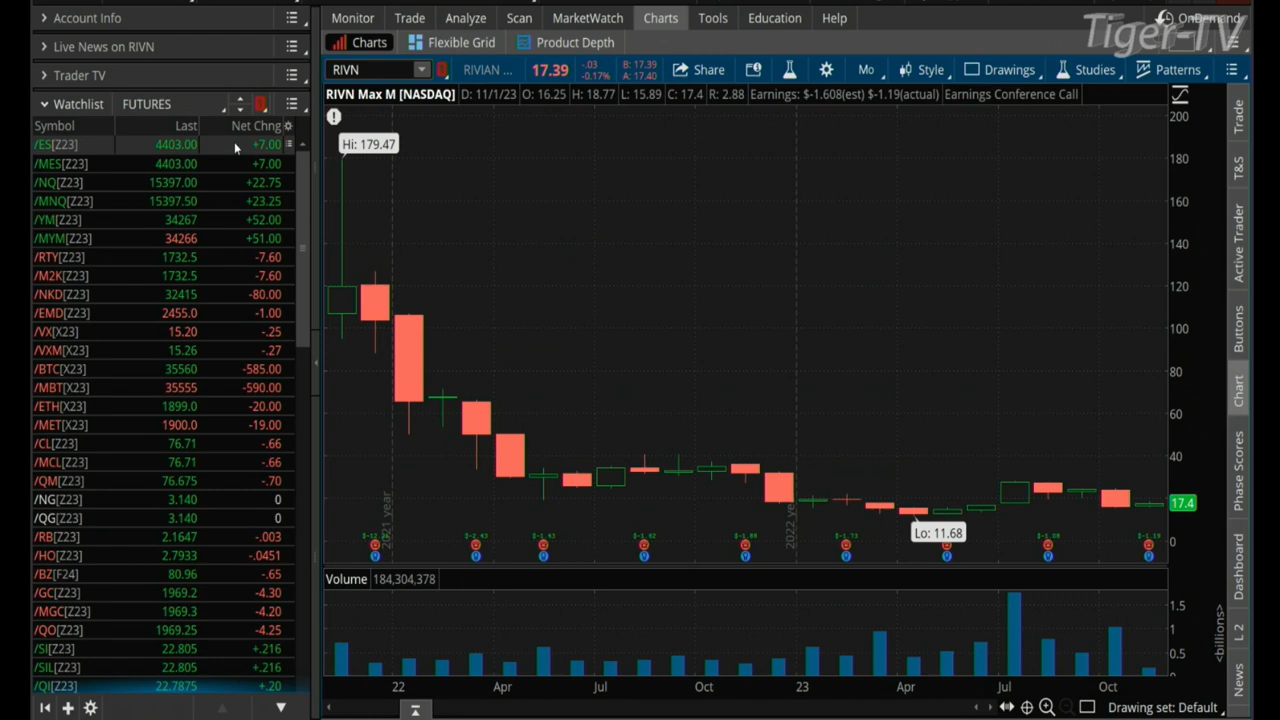 Account Info
Live News on RIVN
Trader TV
Watchlist FUTURES
Symbol Last Net Chng
/ES[Z23] 4403.00 +7.00
/MES[Z23] 4403.00 +7.00
/NQ[Z23] 15397.00 +22.75
/MNQ[Z23] 15397.50 +23.25
/YM[Z23] 34267 +52.00
/MYM[Z23] 34266 +51.00
/RTY[Z23] 1732.5 -7.60
/M2K[Z23] 1732.5 -7.60
/NKD[Z23] 32415 -80.00
/EMD[Z23] 2455.0 -1.00
/VX[X23] 15.20 -.25
/VXM[X23] 15.26 -.27
/BTC[X23] 35560 -585.00
/MBT[X23] 35555 -590.00
/ETH[X23] 1899.0 -20.00
/MET[X23] 1900.0 -19.00
/CL[Z23] 76.71 -.66
/MCL[Z23] 76.71 -.66
/QM[Z23] 76.675 -.70
/NG[Z23] 3.140 0
/QG[Z23] 3.140 0
/RB[Z23] 2.1647 -.003
/HO[Z23] 2.7933 -.0451
/BZ[F24] 80.96 -.65
/GC[Z23] 1969.2 -4.30
/MGC[Z23] 1969.3 -4.20
/QO[Z23] 1969.25 -4.25
/SI[Z23] 22.805 +.216
/SIL[Z23] 22.805 +.216
/QI[Z23] 22.7875 +.20
Monitor Trade Analyze Scan MarketWatch Charts Tools Education Help
OnDemand
Tiger-TV
Charts Flexible Grid Product Depth
RIVN RIVIAN ... 17.39 -.03 -0.17% B: 17.39 A: 17.40 Share Mo Style Drawings Studies Patterns
RIVN Max M [NASDAQ] D: 11/1/23 O: 16.25 H: 18.77 L: 15.89 C: 17.4 R: 2.88 Earnings: $-1.608(est) $-1.19(actual) Earnings Conference Call
Hi: 179.47
200
180
160
140
120
100
80
60
40
17.4
0
Lo: 11.68
2021 year
2022 ye
$-2.43 $-1.43 $-1.62 $-1.73 $-1.19
Volume 184,304,378
1.5
1
0.5
<billions>
22 Apr Jul Oct 23 Apr Jul Oct
Drawing set: Default
Trade
T&S
Active Trader
Buttons
Chart
Phase Scores
Dashboard
L 2
News